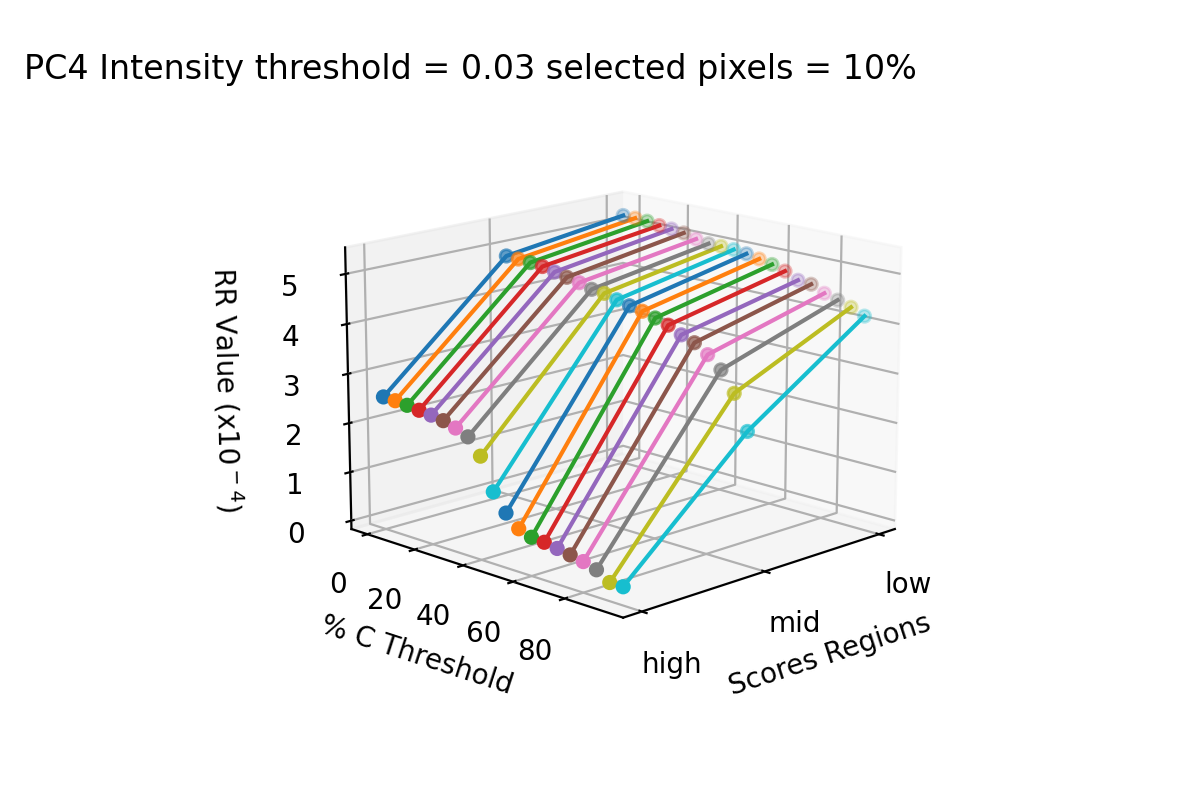 PC4 Intensity threshold = 0.03 selected pixels = 10%
RR Value (x10⁻⁴)
5
4
3
2
1
0
0
20
40
60
80
% C Threshold
high
mid
low
Scores Regions